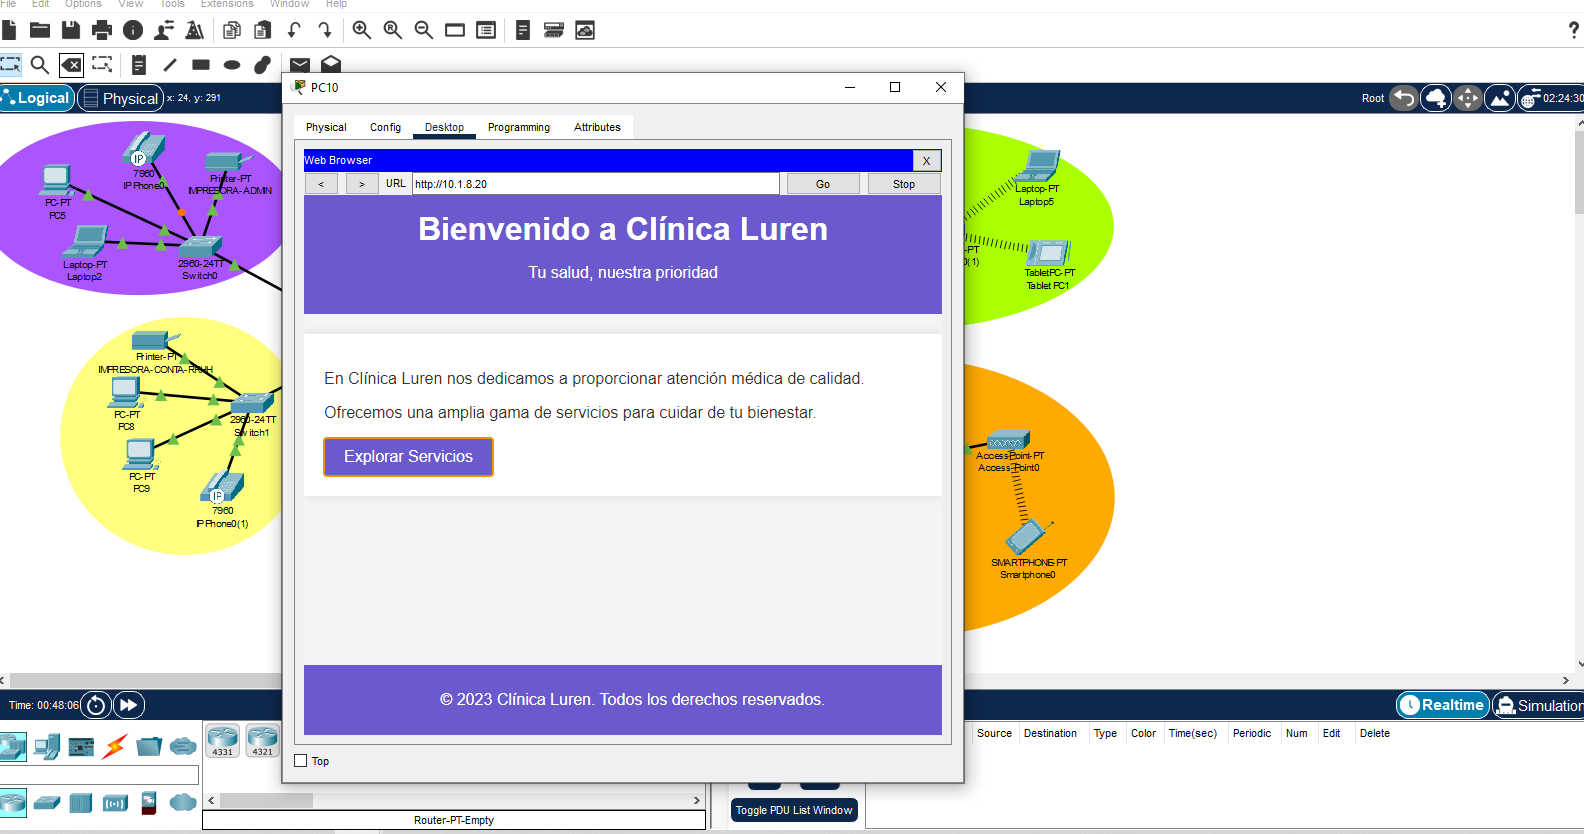 File Edit Options View Tools Extensions Window Help
?
Logical
Physical
x: 24, y: 291
Root
02:24:30
PC10
Physical Config Desktop Programming Attributes
Web Browser
X
< > URL http://10.1.8.20 Go Stop
Bienvenido a Clínica Luren
Tu salud, nuestra prioridad
En Clínica Luren nos dedicamos a proporcionar atención médica de calidad.
Ofrecemos una amplia gama de servicios para cuidar de tu bienestar.
Explorar Servicios
© 2023 Clínica Luren. Todos los derechos reservados.
Top
IP
7960
IP Phone0
Printer-PT
IMPRESORA-ADMIN
PC-PT
PC5
Laptop-PT
Laptop2
2960-24TT
Switch0
Printer-PT
IMPRESORA-CONTA-RRHH
PC-PT
PC8
2960-24TT
Switch1
PC-PT
PC9
IP
7960
IP Phone0(1)
Laptop-PT
Laptop5
-PT
0(1)
TabletPC-PT
Tablet PC1
Access Point-PT
Access Point0
SMARTPHONE-PT
Smartphone0
Time: 00:48:06
Realtime
Simulation
4331
4321
Source Destination Type Color Time(sec) Periodic Num Edit Delete
Toggle PDU List Window
Router-PT-Empty